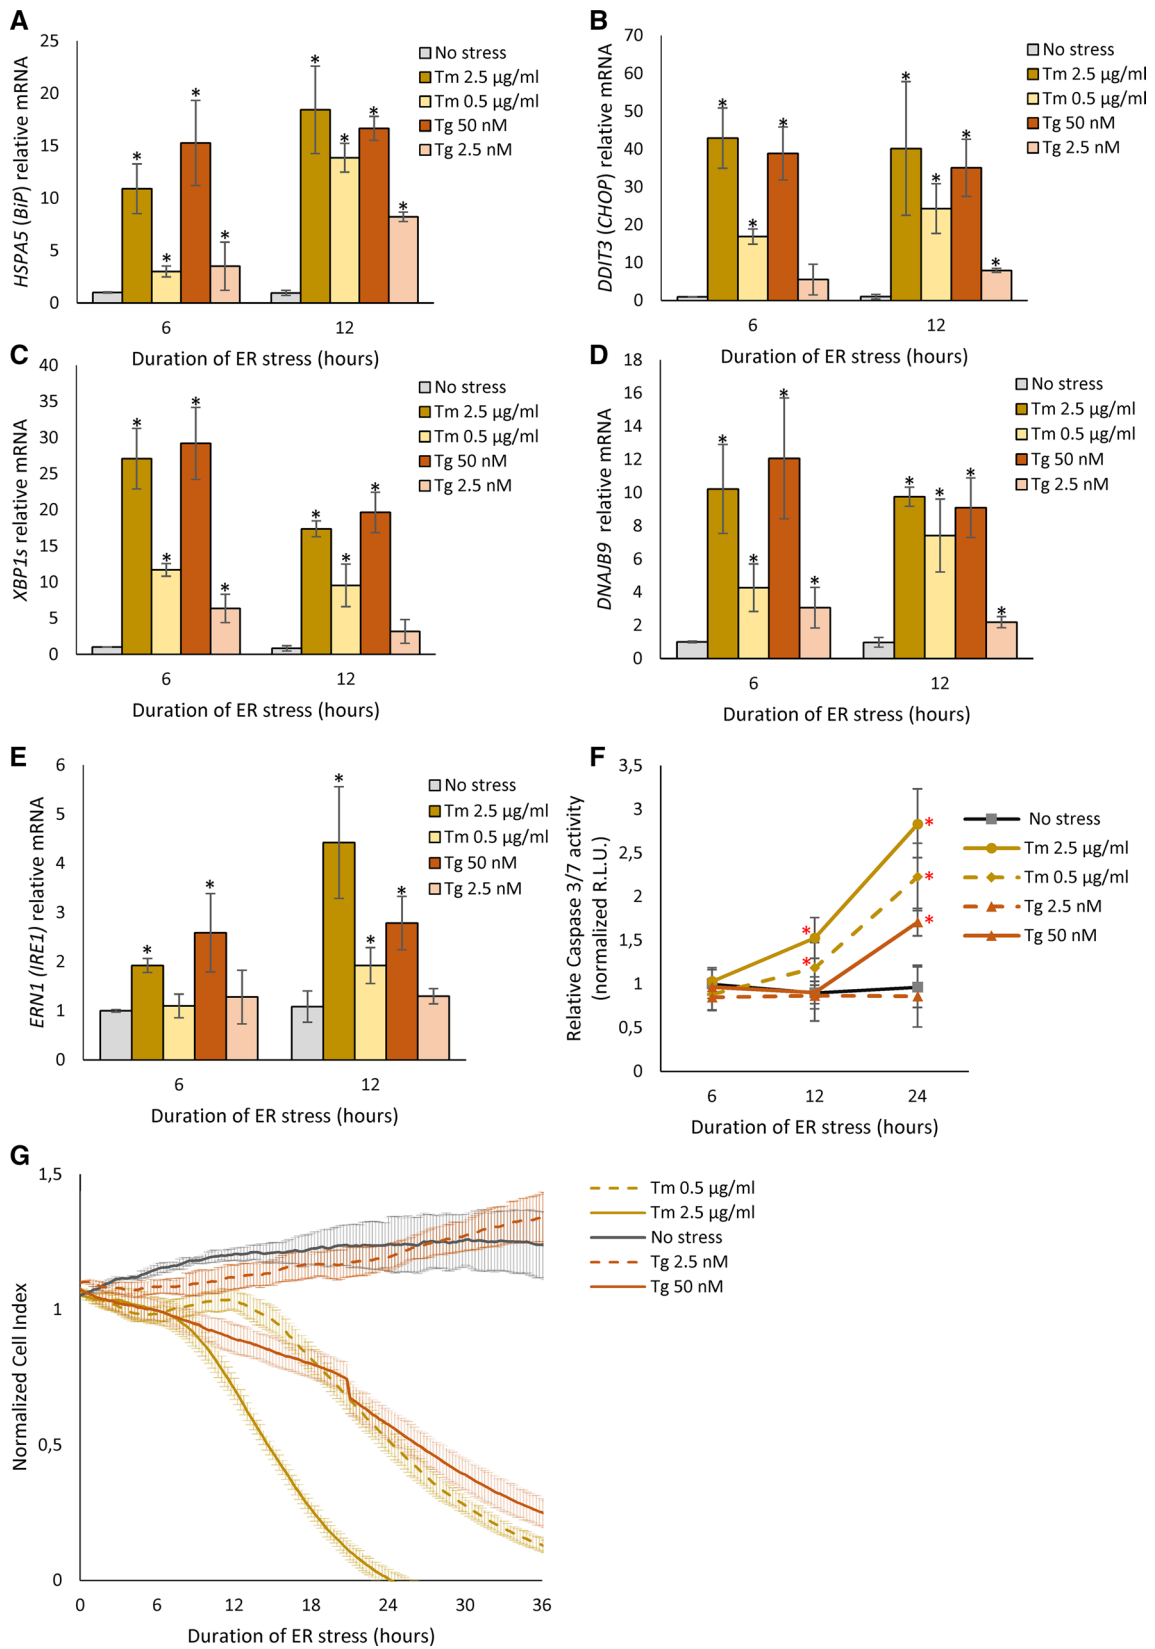 A
HSPA5 (BiP) relative mRNA
25
20
15
10
5
0
* * * * * * * *
No stress
Tm 2.5 µg/ml
Tm 0.5 µg/ml
Tg 50 nM
Tg 2.5 nM
6 12
Duration of ER stress (hours)
B
DDIT3 (CHOP) relative mRNA
70
60
50
40
30
20
10
0
* * * * * * *
No stress
Tm 2.5 µg/ml
Tm 0.5 µg/ml
Tg 50 nM
Tg 2.5 nM
6 12
Duration of ER stress (hours)
C
XBP1s relative mRNA
40
35
30
25
20
15
10
5
0
* * * * * * *
No stress
Tm 2.5 µg/ml
Tm 0.5 µg/ml
Tg 50 nM
Tg 2.5 nM
6 12
Duration of ER stress (hours)
D
DNAJB9 relative mRNA
18
16
14
12
10
8
6
4
2
0
* * * * * * * *
No stress
Tm 2.5 µg/ml
Tm 0.5 µg/ml
Tg 50 nM
Tg 2.5 nM
6 12
Duration of ER stress (hours)
E
ERN1 (IRE1) relative mRNA
6
5
4
3
2
1
0
* * * * *
No stress
Tm 2.5 µg/ml
Tm 0.5 µg/ml
Tg 50 nM
Tg 2.5 nM
6 12
Duration of ER stress (hours)
F
Relative Caspase 3/7 activity
(normalized R.L.U.)
3,5
3
2,5
2
1,5
1
0,5
0
* * * * *
No stress
Tm 2.5 µg/ml
Tm 0.5 µg/ml
Tg 2.5 nM
Tg 50 nM
6 12 24
Duration of ER stress (hours)
G
Normalized Cell Index
1,5
1
0,5
0
Tm 0.5 µg/ml
Tm 2.5 µg/ml
No stress
Tg 2.5 nM
Tg 50 nM
0 6 12 18 24 30 36
Duration of ER stress (hours)